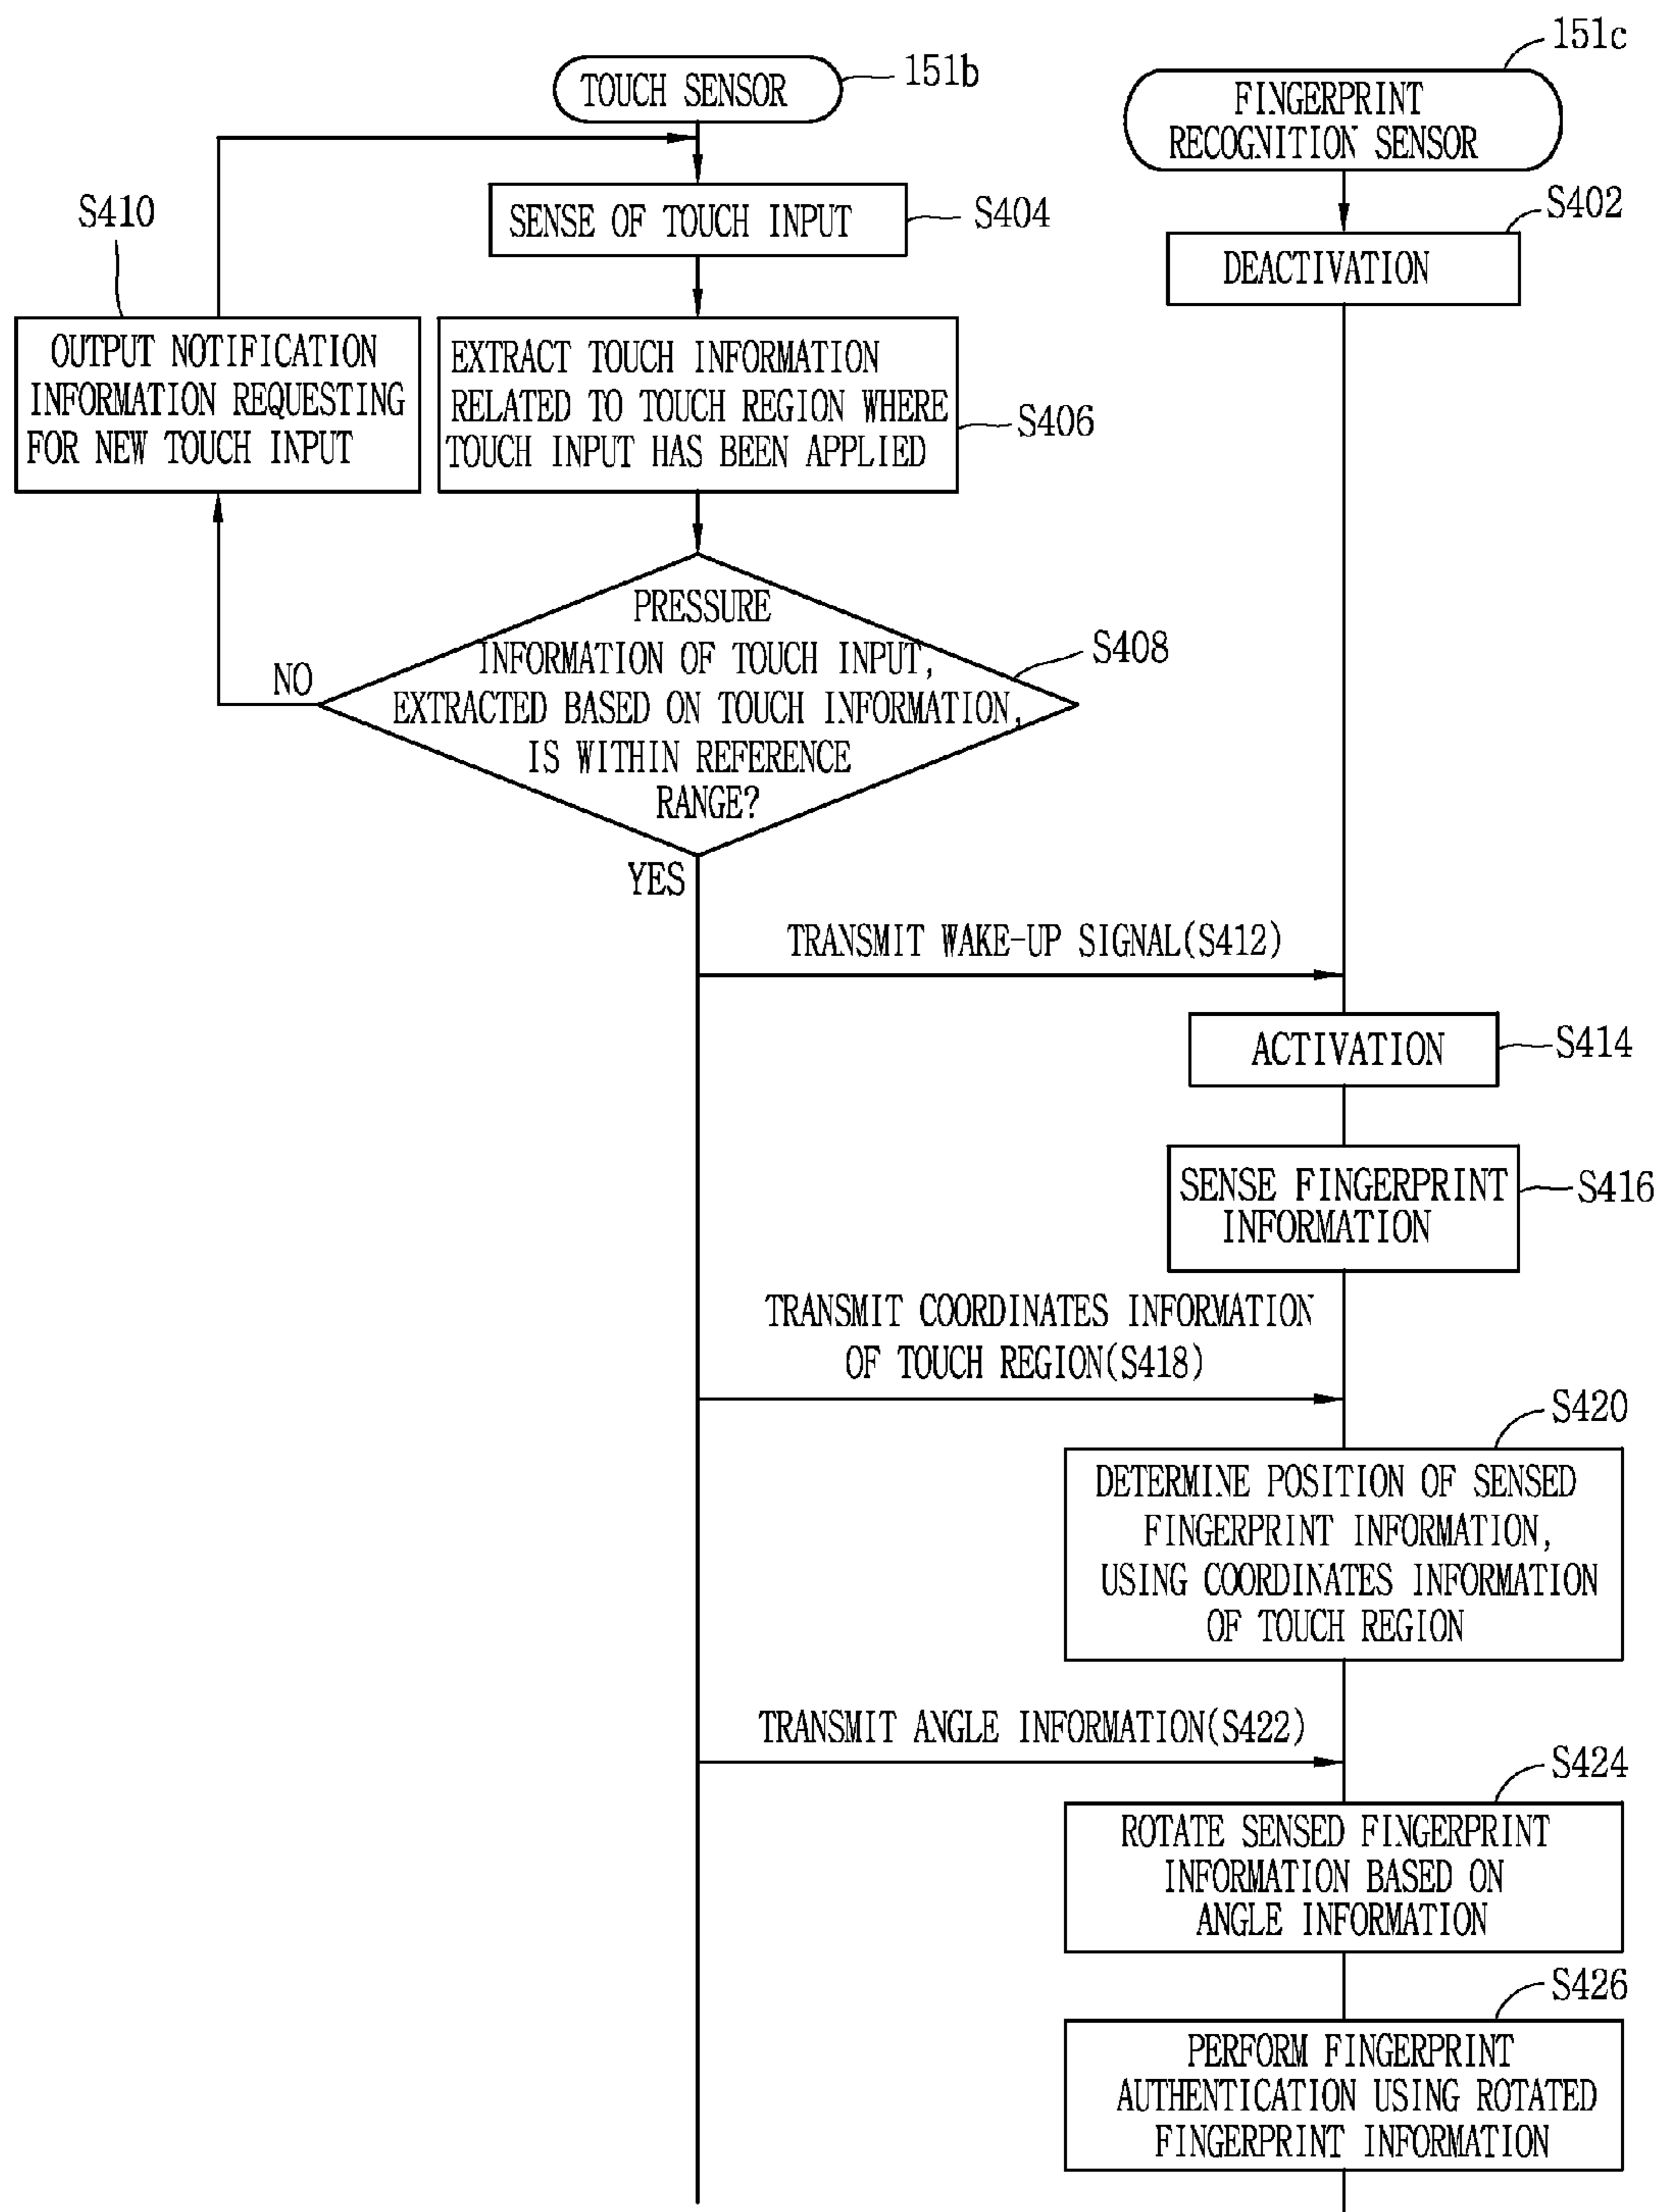 151b
TOUCH SENSOR
151c
FINGERPRINT
RECOGNITION SENSOR
S410
SENSE OF TOUCH INPUT
S404
S402
DEACTIVATION
OUTPUT NOTIFICATION
INFORMATION REQUESTING
FOR NEW TOUCH INPUT
EXTRACT TOUCH INFORMATION
RELATED TO TOUCH REGION WHERE
TOUCH INPUT HAS BEEN APPLIED
S406
PRESSURE
INFORMATION OF TOUCH INPUT,
EXTRACTED BASED ON TOUCH INFORMATION,
IS WITHIN REFERENCE
RANGE?
S408
NO
YES
TRANSMIT WAKE-UP SIGNAL(S412)
ACTIVATION
S414
SENSE FINGERPRINT
INFORMATION
S416
TRANSMIT COORDINATES INFORMATION
OF TOUCH REGION(S418)
S420
DETERMINE POSITION OF SENSED
FINGERPRINT INFORMATION,
USING COORDINATES INFORMATION
OF TOUCH REGION
TRANSMIT ANGLE INFORMATION(S422)
S424
ROTATE SENSED FINGERPRINT
INFORMATION BASED ON
ANGLE INFORMATION
S426
PERFORM FINGERPRINT
AUTHENTICATION USING ROTATED
FINGERPRINT INFORMATION